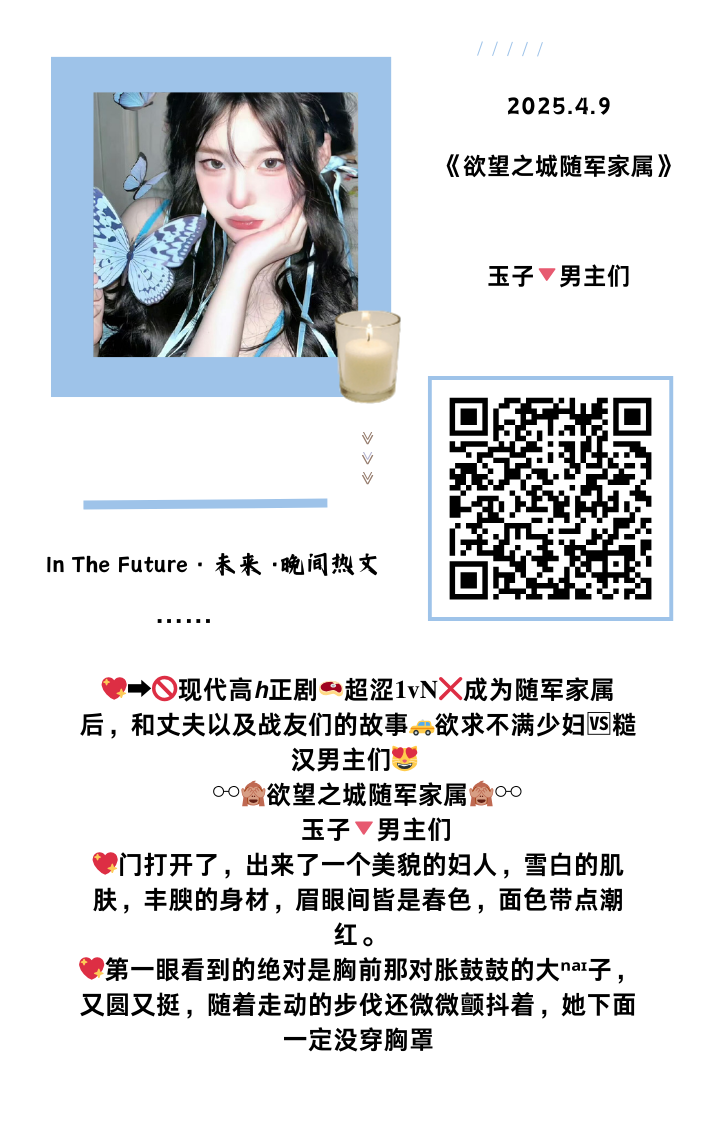 / / / / /
2025.4.9
《欲望之城随军家属》
玉子🔻男主们
In The Future · 未来 ·晚间热文
······
💖➡🚫现代高h正剧🥩超涩1vN❌成为随军家属
后，和丈夫以及战友们的故事🚕欲求不满少妇🆚糙
汉男主们😻
👓🙈欲望之城随军家属🙈👓
玉子🔻男主们
💖门打开了，出来了一个美貌的妇人，雪白的肌
肤，丰腴的身材，眉眼间皆是春色，面色带点潮
红。
💖第一眼看到的绝对是胸前那对胀鼓鼓的大ⁿᵃᶦ子，
又圆又挺，随着走动的步伐还微微颤抖着，她下面
一定没穿胸罩